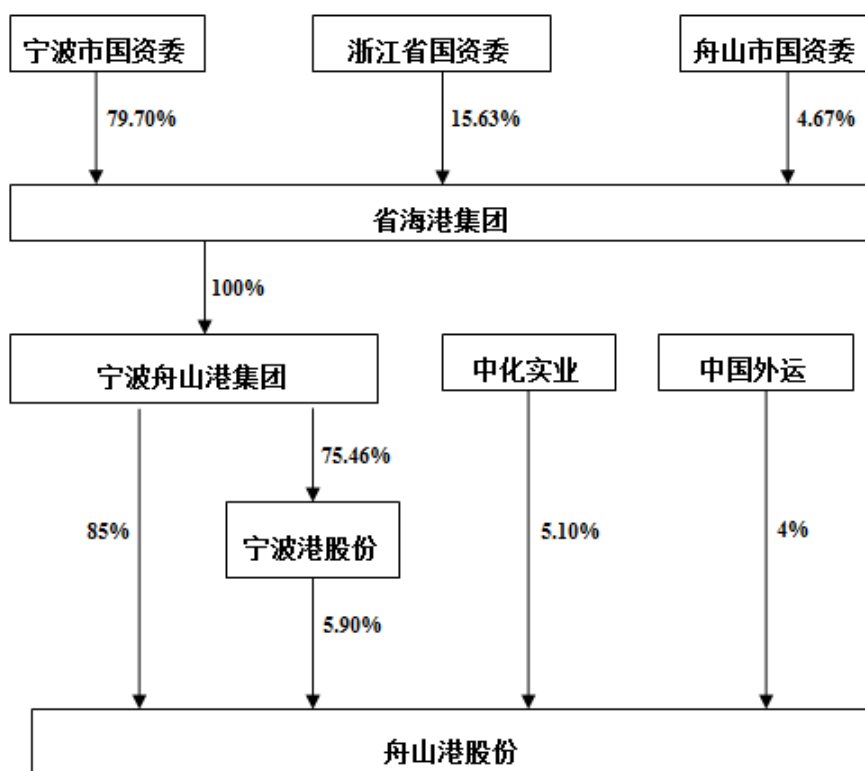 宁波市国资委
浙江省国资委
舟山市国资委
79.70%
15.63%
4.67%
省海港集团
100%
宁波舟山港集团
中化实业
中国外运
75.46%
85%
宁波港股份
5.10%
4%
5.90%
舟山港股份